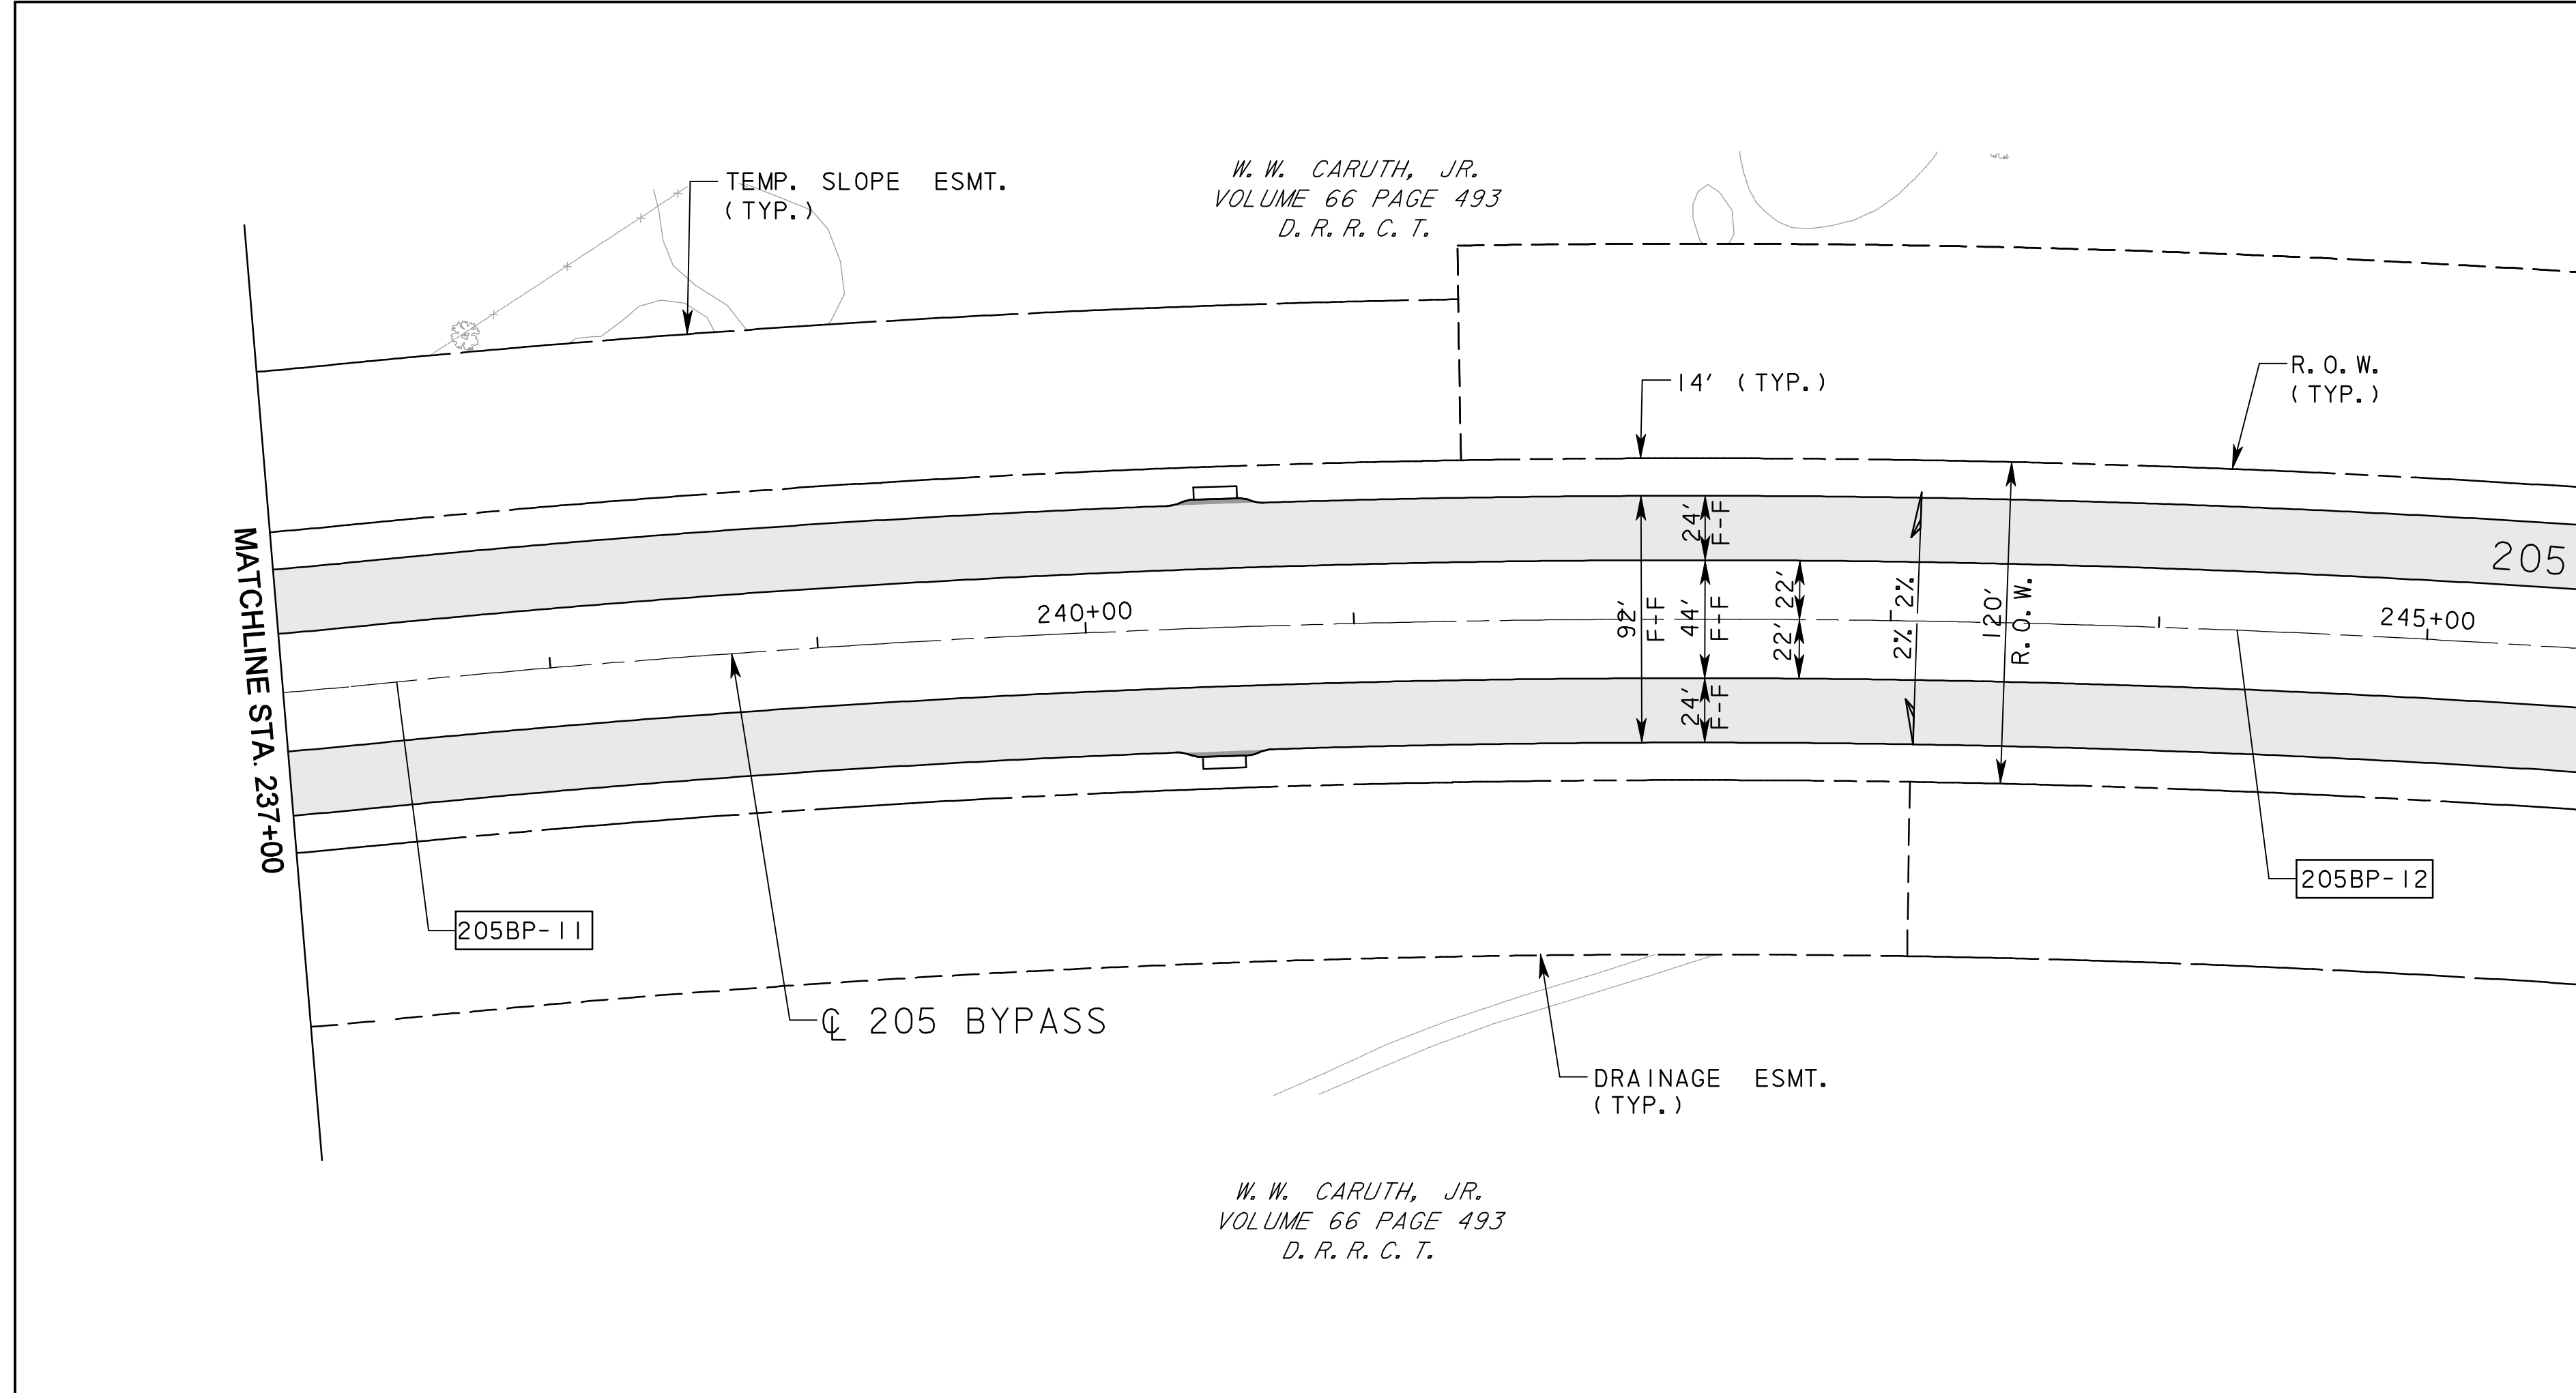 TEMP. SLOPE ESMT.
(TYP.)
W. W. CARUTH, JR.
VOLUME 66 PAGE 493
D. R. R. C. T.
14' (TYP.)
R. O. W.
(TYP.)
MATCHLINE STA. 237+00
240+00
92'
F-F
24'
F-F
44'
F-F
24'
F-F
22'
22'
2%
2%
120'
R. O. W.
205
245+00
205BP-11
205BP-12
℄ 205 BYPASS
DRAINAGE ESMT.
(TYP.)
W. W. CARUTH, JR.
VOLUME 66 PAGE 493
D. R. R. C. T.